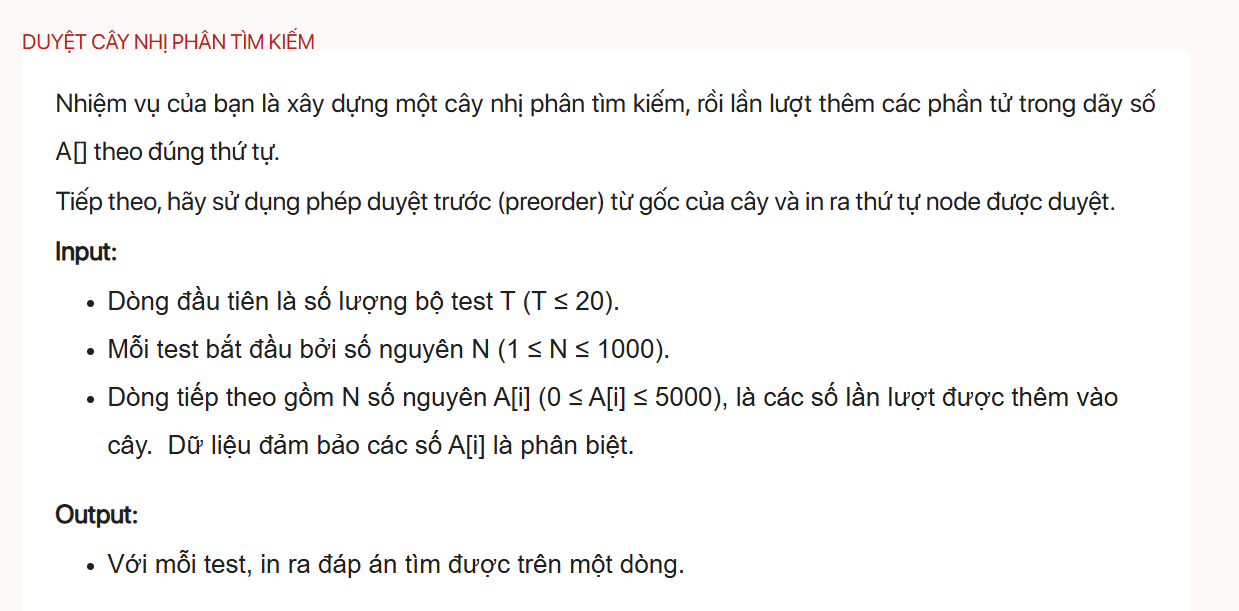 DUYỆT CÂY NHỊ PHÂN TÌM KIẾM
Nhiệm vụ của bạn là xây dựng một cây nhị phân tìm kiếm, rồi lần lượt thêm các phần tử trong dãy số
A[] theo đúng thứ tự.
Tiếp theo, hãy sử dụng phép duyệt trước (preorder) từ gốc của cây và in ra thứ tự node được duyệt.
Input:
• Dòng đầu tiên là số lượng bộ test T (T ≤ 20).
• Mỗi test bắt đầu bởi số nguyên N (1 ≤ N ≤ 1000).
• Dòng tiếp theo gồm N số nguyên A[i] (0 ≤ A[i] ≤ 5000), là các số lần lượt được thêm vào
cây. Dữ liệu đảm bảo các số A[i] là phân biệt.
Output:
• Với mỗi test, in ra đáp án tìm được trên một dòng.